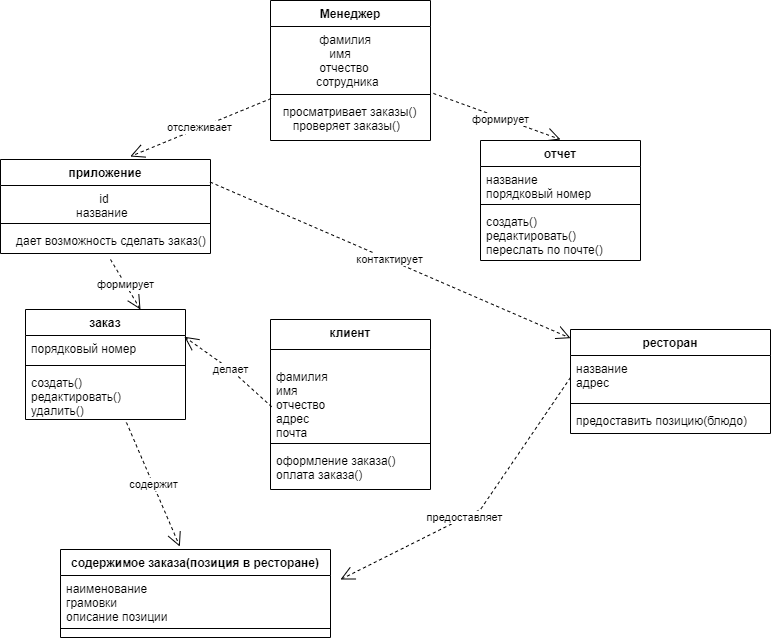 Менеджер
фамилия
имя
отчество
сотрудника
просматривает заказы()
проверяет заказы()
отслеживает
формирует
отчет
название
порядковый номер
создать()
редактировать()
переслать по почте()
приложение
id
название
дает возможность сделать заказ()
контактирует
формирует
заказ
порядковый номер
создать()
редактировать()
удалить()
делает
клиент
фамилия
имя
отчество
адрес
почта
оформление заказа()
оплата заказа()
ресторан
название
адрес
предоставить позицию(блюдо)
содержит
предоставляет
содержимое заказа(позиция в ресторане)
наименование
грамовки
описание позиции